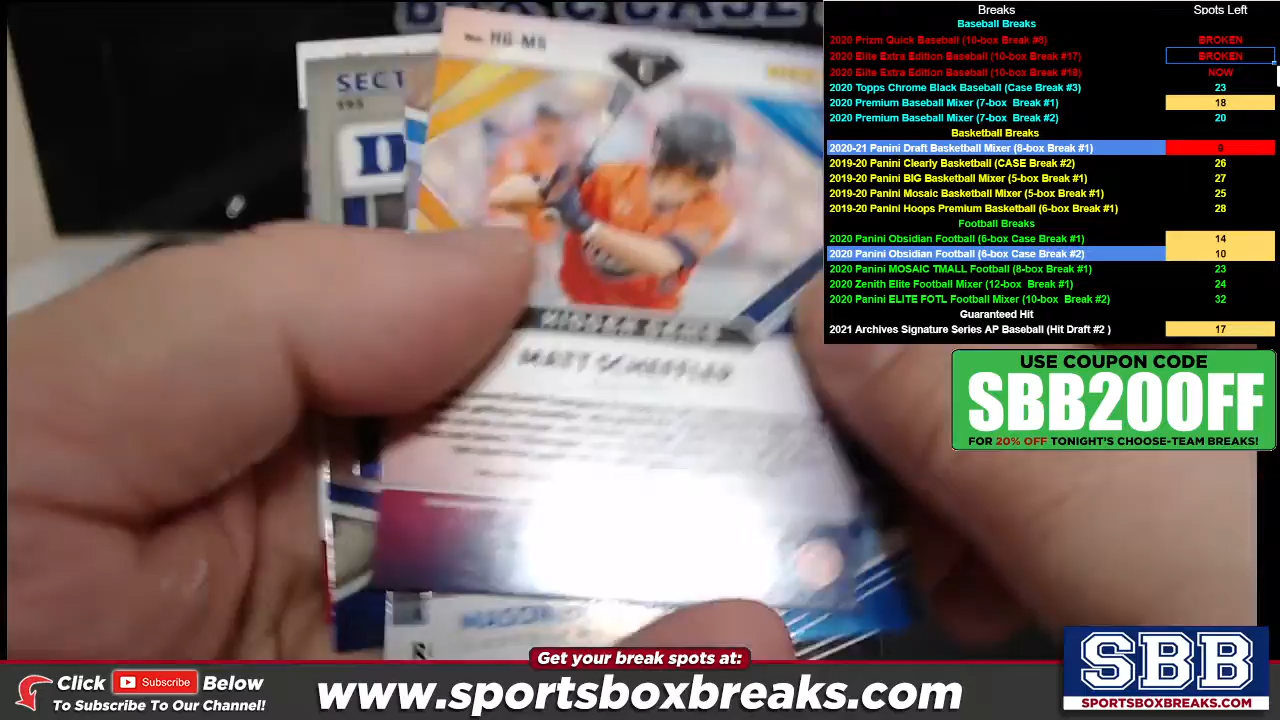 BOX & CASE
No. HG-MS
SECT
HIDDEN GEMS
MATT SCHEFFLER
MASON
Breaks Spots Left
Baseball Breaks
2020 Prizm Quick Baseball (10-box Break #6) BROKEN
2020 Elite Extra Edition Baseball (10-box Break #17) BROKEN
2020 Elite Extra Edition Baseball (10-box Break #18) NOW
2020 Topps Chrome Black Baseball (Case Break #3) 23
2020 Premium Baseball Mixer (7-box Break #1) 18
2020 Premium Baseball Mixer (7-box Break #2) 20
Basketball Breaks
2020-21 Panini Draft Basketball Mixer (8-box Break #1)
2019-20 Panini Clearly Basketball (CASE Break #2) 26
2019-20 Panini BIG Basketball Mixer (5-box Break #1) 27
2019-20 Panini Mosaic Basketball Mixer (5-box Break #1) 25
2019-20 Panini Hoops Premium Basketball (6-box Break #1) 28
Football Breaks
2020 Panini Obsidian Football (6-box Case Break #1) 14
2020 Panini Obsidian Football (6-box Case Break #2) 10
2020 Panini MOSAIC TMALL Football (8-box Break #1) 23
2020 Zenith Elite Football Mixer (12-box Break #1) 24
2020 Panini ELITE FOTL Football Mixer (10-box Break #2) 32
Guaranteed Hit
2021 Archives Signature Series AP Baseball (Hit Draft #2 ) 17
USE COUPON CODE
SBB20OFF
FOR 20% OFF TONIGHT'S CHOOSE-TEAM BREAKS!
Get your break spots at:
Click Subscribe Below
To Subscribe To Our Channel!
www.sportsboxbreaks.com
SBB
SPORTSBOXBREAKS.COM